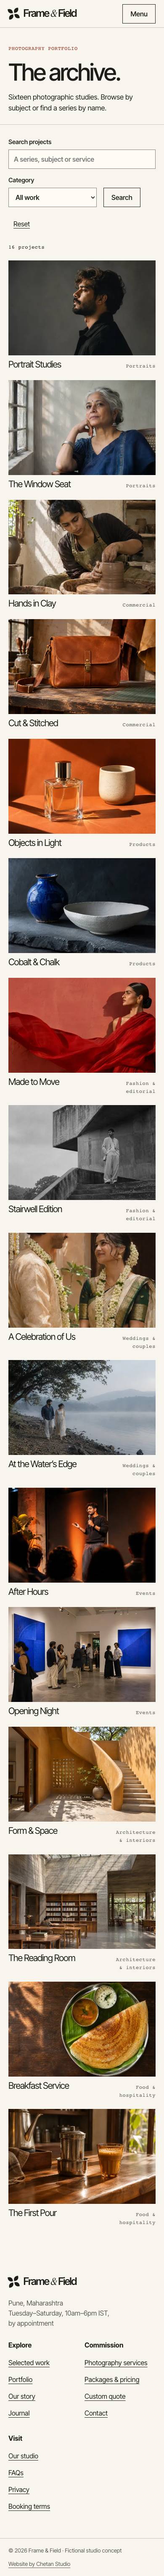 Frame & Field
Menu
PHOTOGRAPHY PORTFOLIO
The archive.
Sixteen photographic studies. Browse by
subject or find a series by name.
Search projects
A series, subject or service
Category
All work
Search
Reset
16 projects
Portrait Studies
Portraits
The Window Seat
Portraits
Hands in Clay
Commercial
Cut & Stitched
Commercial
Objects in Light
Products
Cobalt & Chalk
Products
Made to Move
Fashion &
editorial
Stairwell Edition
Fashion &
editorial
A Celebration of Us
Weddings &
couples
At the Water's Edge
Weddings &
couples
After Hours
Events
Opening Night
Events
Form & Space
Architecture
& interiors
The Reading Room
Architecture
& interiors
Breakfast Service
Food &
hospitality
The First Pour
Food &
hospitality
Frame & Field
Pune, Maharashtra
Tuesday–Saturday, 10am–6pm IST,
by appointment
Explore
Selected work
Portfolio
Our story
Journal
Commission
Photography services
Packages & pricing
Custom quote
Contact
Visit
Our studio
FAQs
Privacy
Booking terms
© 2026 Frame & Field · Fictional studio concept
Website by Chetan Studio